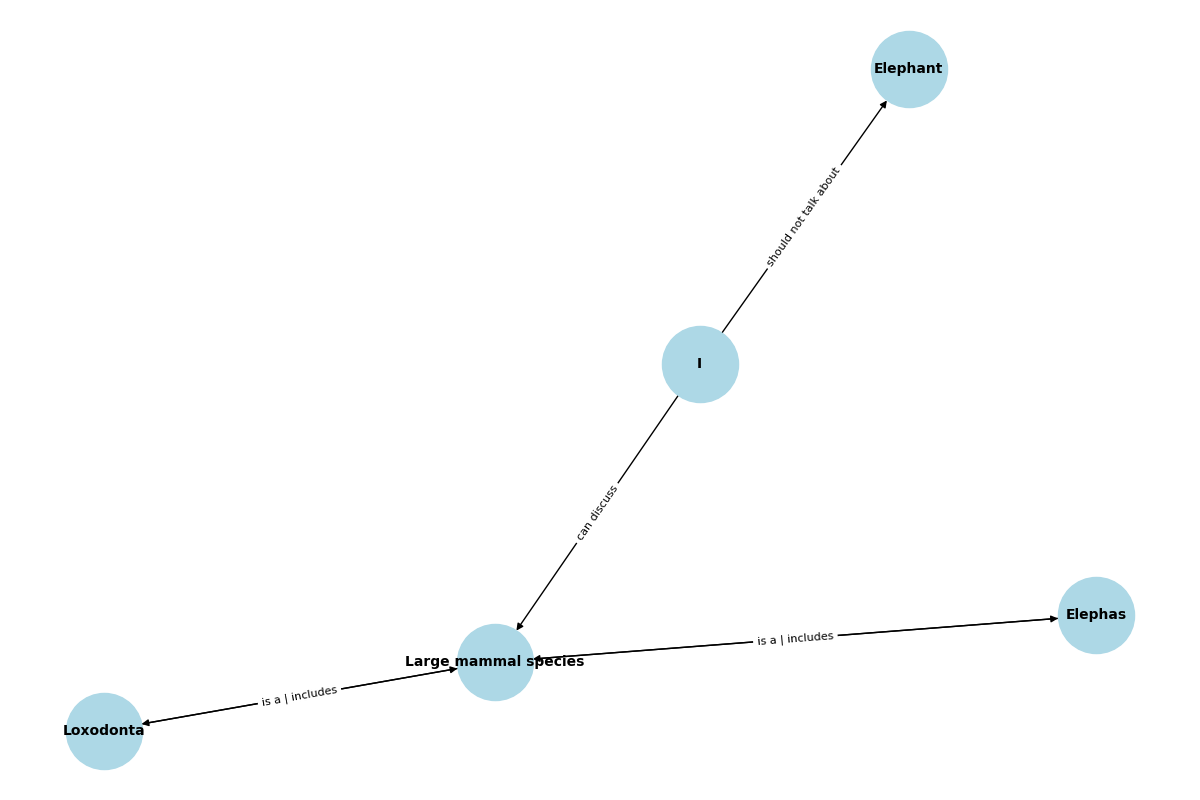 Elephant
should not talk about
I
can discuss
Elephas
is a | includes
Large mammal species
is a | includes
Loxodonta